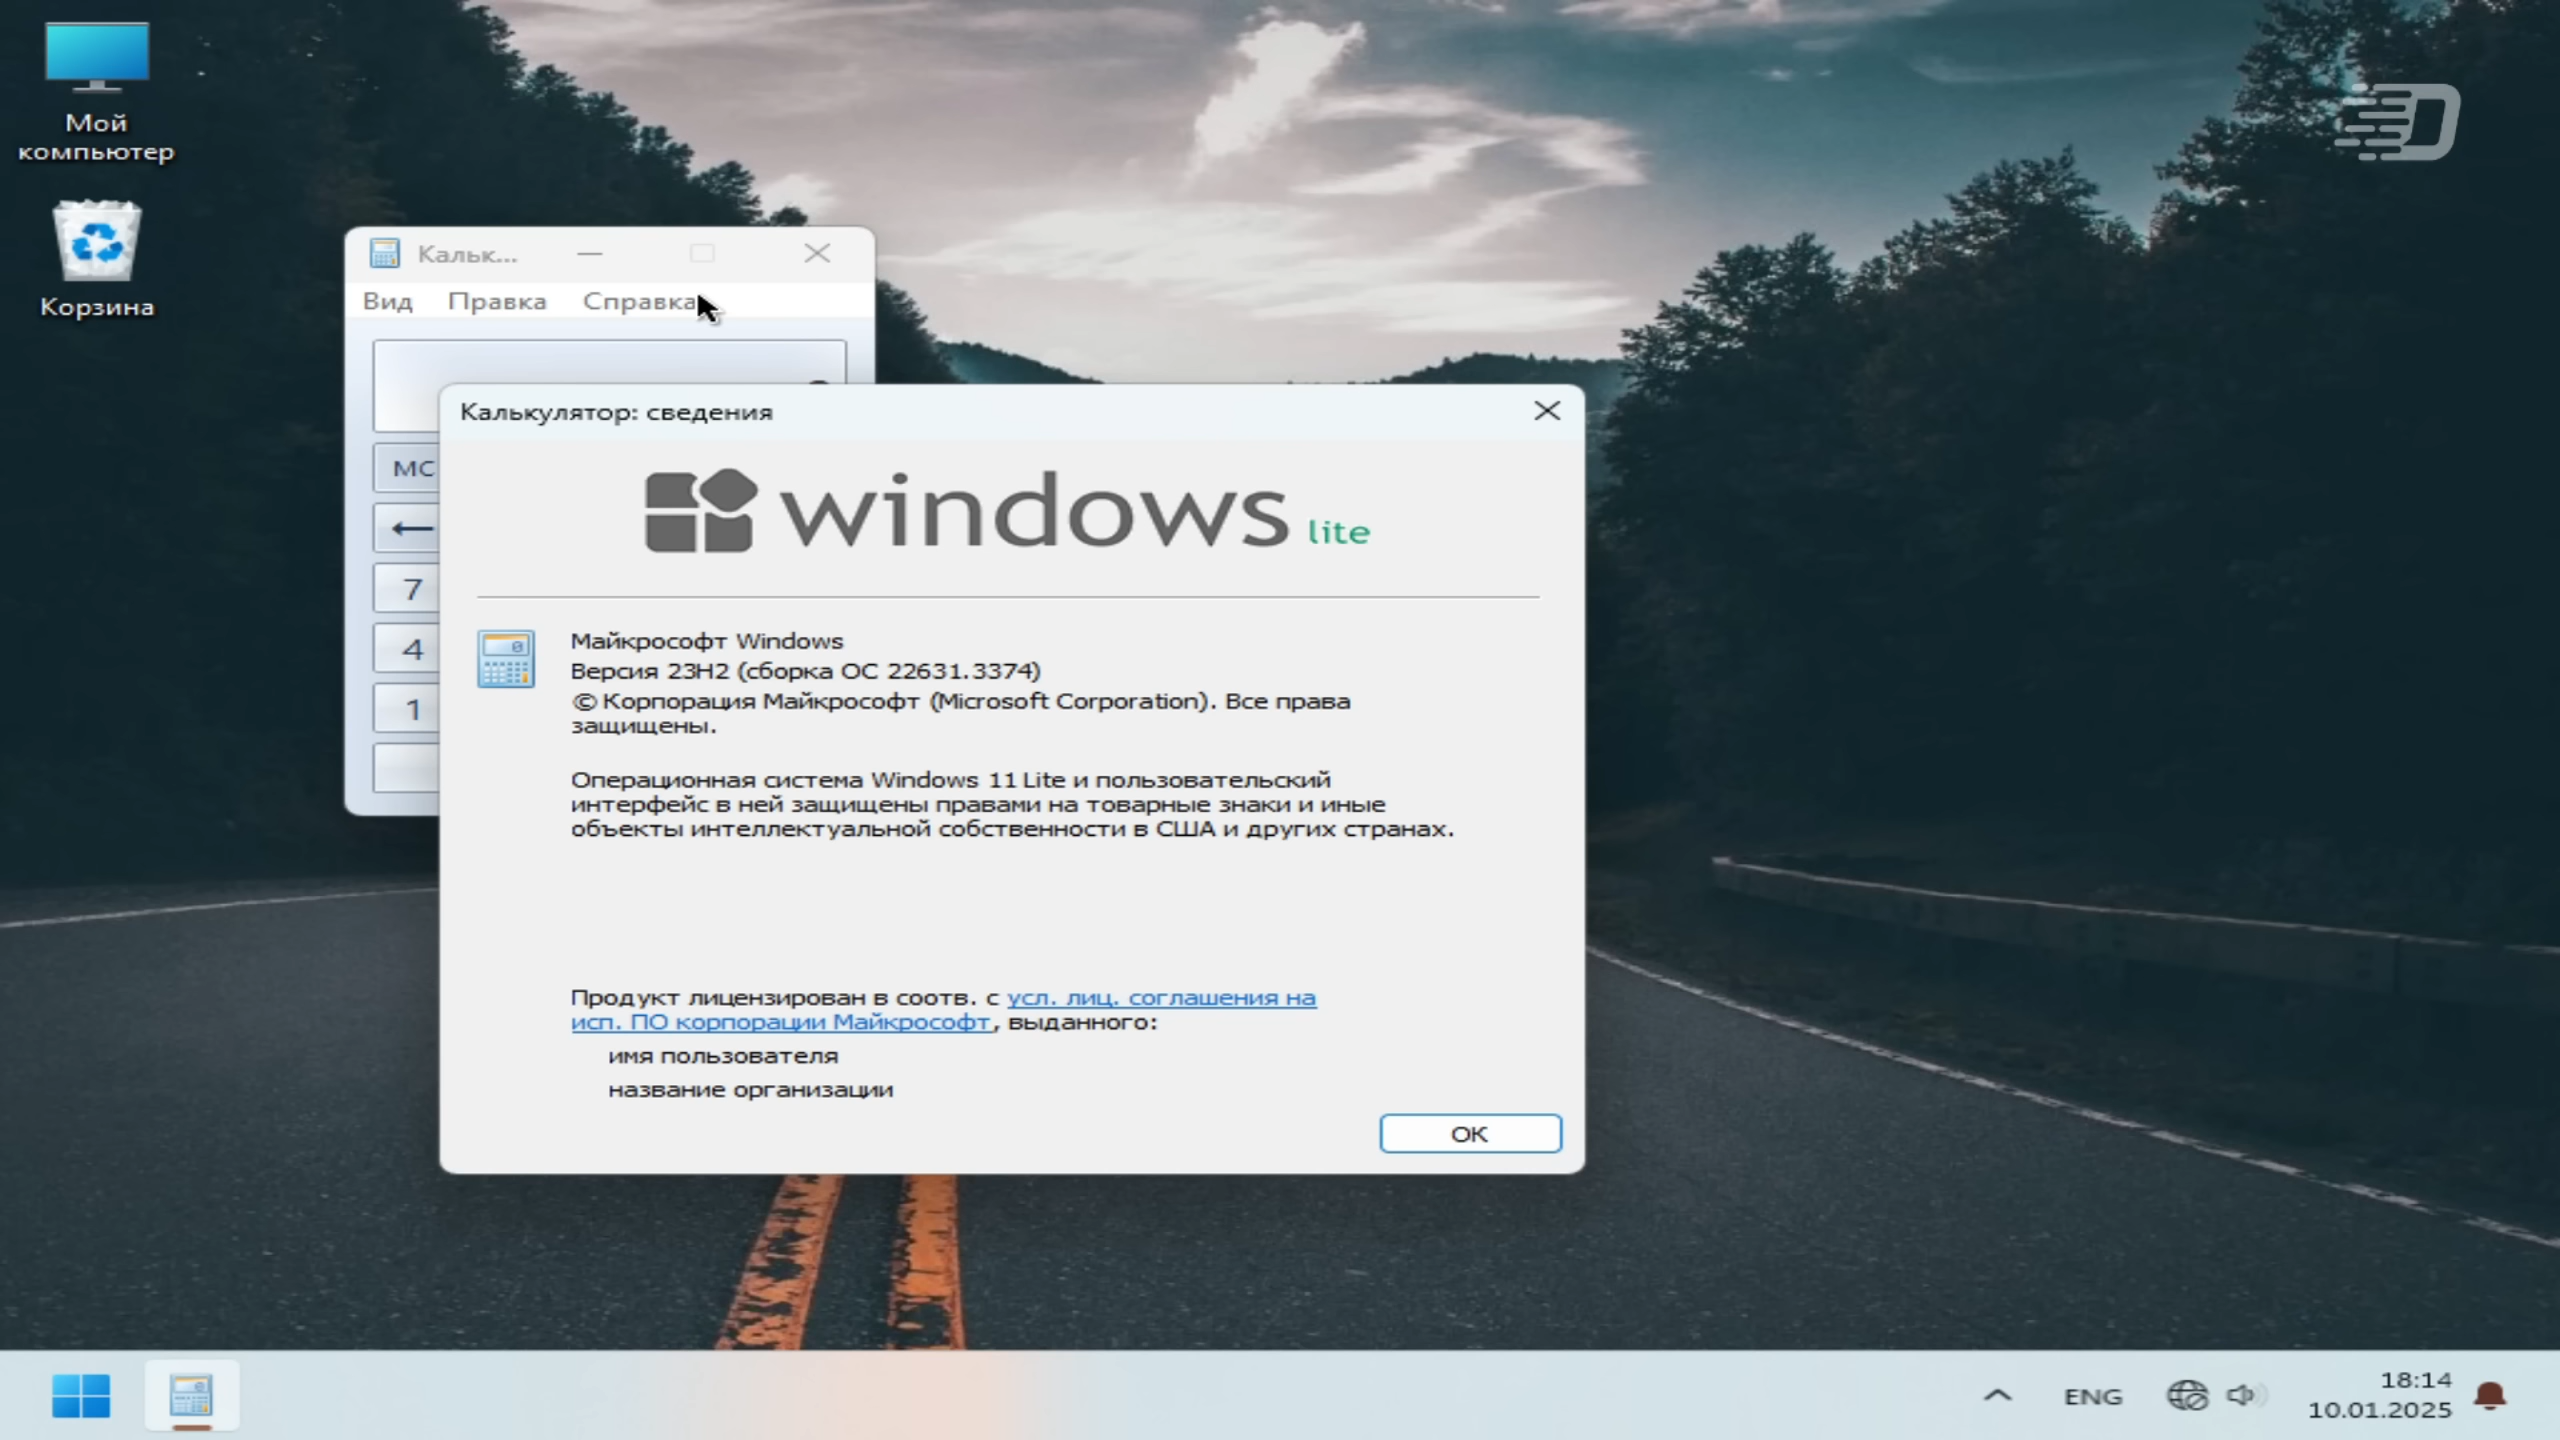 Мой
компьютер
Корзина
Кальк...
Вид Правка Справка
MC
←
7
4
1
Калькулятор: сведения
windows lite
Майкрософт Windows
Версия 23H2 (сборка ОС 22631.3374)
© Корпорация Майкрософт (Microsoft Corporation). Все права
защищены.
Операционная система Windows 11 Lite и пользовательский
интерфейс в ней защищены правами на товарные знаки и иные
объекты интеллектуальной собственности в США и других странах.
Продукт лицензирован в соотв. с усл. лиц. соглашения на
исп. ПО корпорации Майкрософт, выданного:
имя пользователя
название организации
ОК
ENG
18:14
10.01.2025